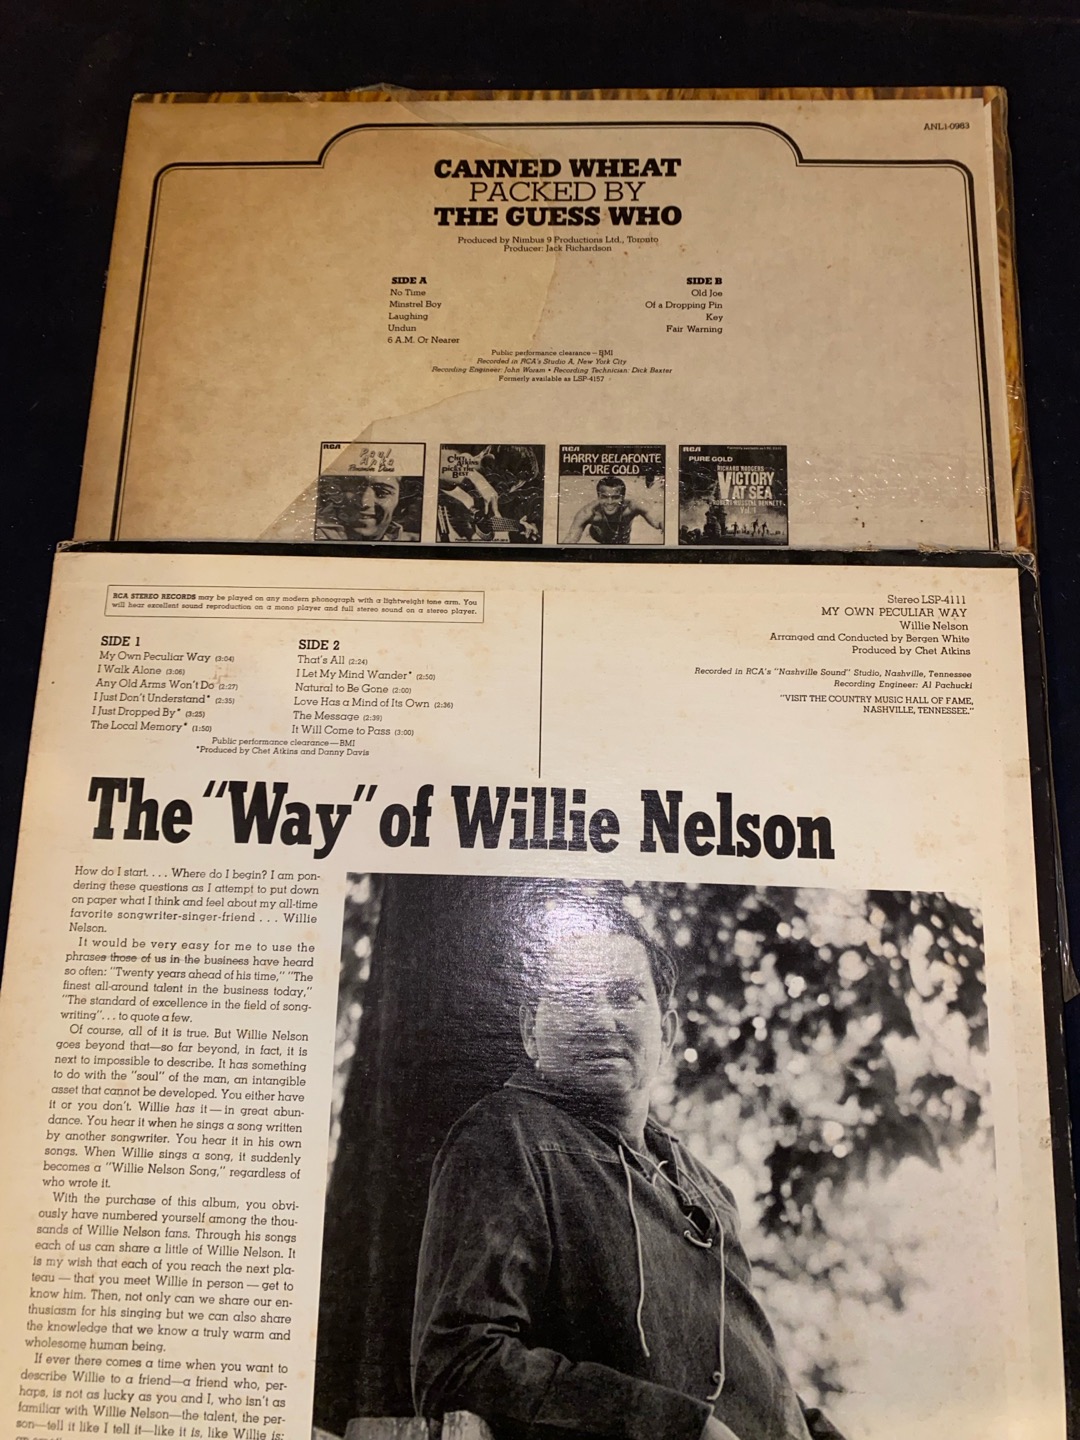 ANL1-0963
CANNED WHEAT
PACKED BY
THE GUESS WHO
Produced by Nimbus 9 Productions Ltd., Toronto
Producer: Jack Richardson
SIDE A
No Time
Minstrel Boy
Laughing
Undun
6 A.M. Or Nearer
SIDE B
Old Joe
Of a Dropping Pin
Key
Fair Warning
Public performance clearance—BMI
Recorded in RCA's Studio A, New York City
Recording Engineer: John Woram • Recording Technician: Dick Baxter
Formerly available as LSP-4157
RCA
Paul
Anka
Chet
Atkins
picks the
Best
RCA
HARRY BELAFONTE
PURE GOLD
RCA
PURE GOLD
RICHARD RODGERS
VICTORY
AT SEA
ROBERT RUSSELL BENNETT
Vol. 1
RCA STEREO RECORDS may be played on any modern phonograph with a lightweight tone arm. You
will hear excellent sound reproduction on a mono player and full stereo sound on a stereo player.
SIDE 1
My Own Peculiar Way (3:04)
I Walk Alone (3:06)
Any Old Arms Won't Do (2:27)
I Just Don't Understand* (2:35)
I Just Dropped By* (3:25)
The Local Memory* (1:50)
SIDE 2
That's All (2:24)
I Let My Mind Wander* (2:50)
Natural to Be Gone (2:00)
Love Has a Mind of Its Own (2:36)
The Message (2:39)
It Will Come to Pass (3:00)
Public performance clearance—BMI
*Produced by Chet Atkins and Danny Davis
Stereo LSP-4111
MY OWN PECULIAR WAY
Willie Nelson
Arranged and Conducted by Bergen White
Produced by Chet Atkins
Recorded in RCA's "Nashville Sound" Studio, Nashville, Tennessee
Recording Engineer: Al Pachucki
"VISIT THE COUNTRY MUSIC HALL OF FAME,
NASHVILLE, TENNESSEE."
The "Way" of Willie Nelson
How do I start. . . . Where do I begin? I am pon-
dering these questions as I attempt to put down
on paper what I think and feel about my all-time
favorite songwriter-singer-friend . . . Willie
Nelson.
It would be very easy for me to use the
phrases those of us in the business have heard
so often: "Twenty years ahead of his time," "The
finest all-around talent in the business today,"
"The standard of excellence in the field of song-
writing". . . to quote a few.
Of course, all of it is true. But Willie Nelson
goes beyond that—so far beyond, in fact, it is
next to impossible to describe. It has something
to do with the "soul" of the man, an intangible
asset that cannot be developed. You either have
it or you don't. Willie has it—in great abun-
dance. You hear it when he sings a song written
by another songwriter. You hear it in his own
songs. When Willie sings a song, it suddenly
becomes a "Willie Nelson Song," regardless of
who wrote it.
With the purchase of this album, you obvi-
ously have numbered yourself among the thou-
sands of Willie Nelson fans. Through his songs
each of us can share a little of Willie Nelson. It
is my wish that each of you reach the next pla-
teau — that you meet Willie in person — get to
know him. Then, not only can we share our en-
thusiasm for his singing but we can also share
the knowledge that we know a truly warm and
wholesome human being.
If ever there comes a time when you want to
describe Willie to a friend—a friend who, per-
haps, is not as lucky as you and I, who isn't as
familiar with Willie Nelson—the talent, the per-
son—tell it like I tell it—like it is, like Willie is: